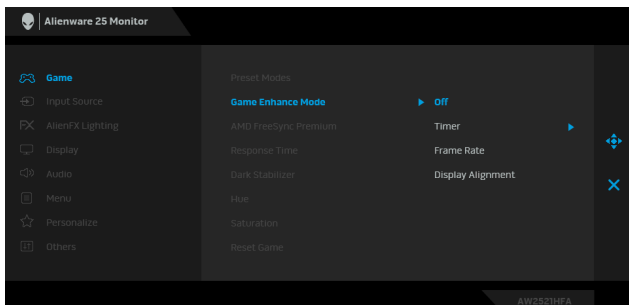 Alienware 25 Monitor
Game
Input Source
AlienFX Lighting
Display
Audio
Menu
Personalize
Others
Preset Modes
Game Enhance Mode
AMD FreeSync Premium
Response Time
Dark Stabilizer
Hue
Saturation
Reset Game
Off
Timer
Frame Rate
Display Alignment
AW2521HFA